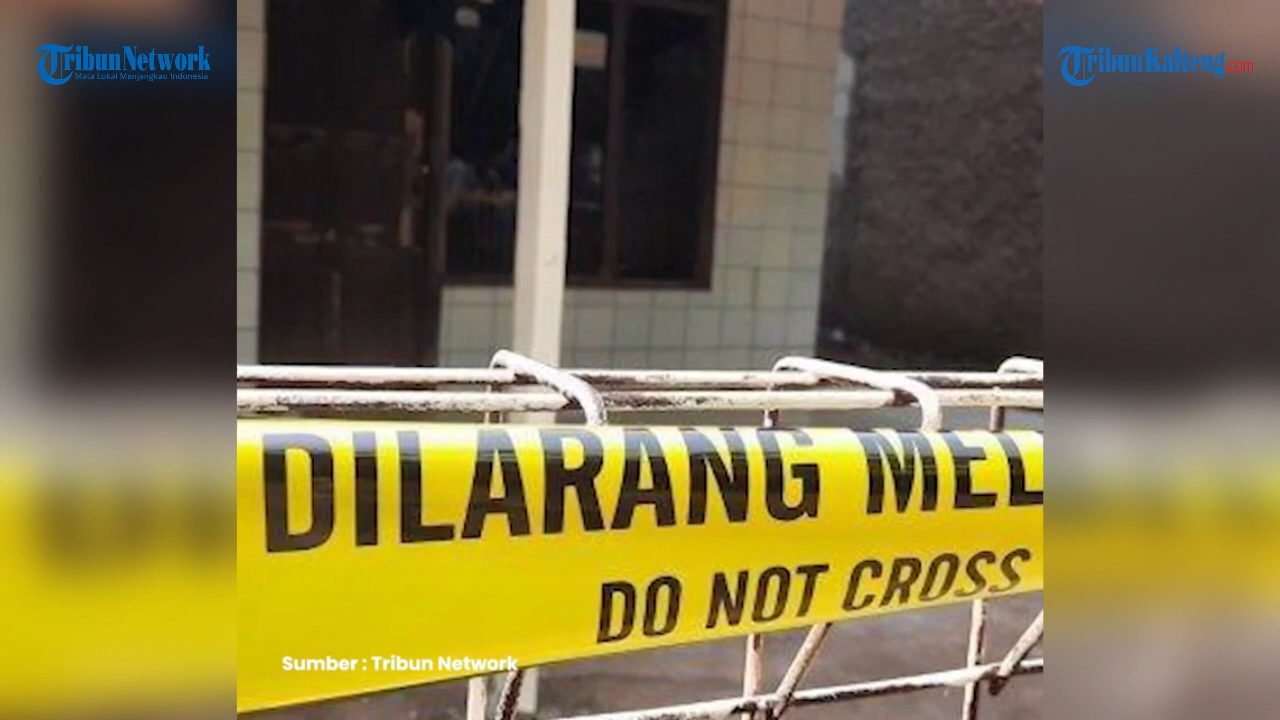 TribunNetwork
Mata Lokal Menjangkau Indonesia
TribunKalteng.com
DILARANG MEL
DO NOT CROSS
Sumber : Tribun Network